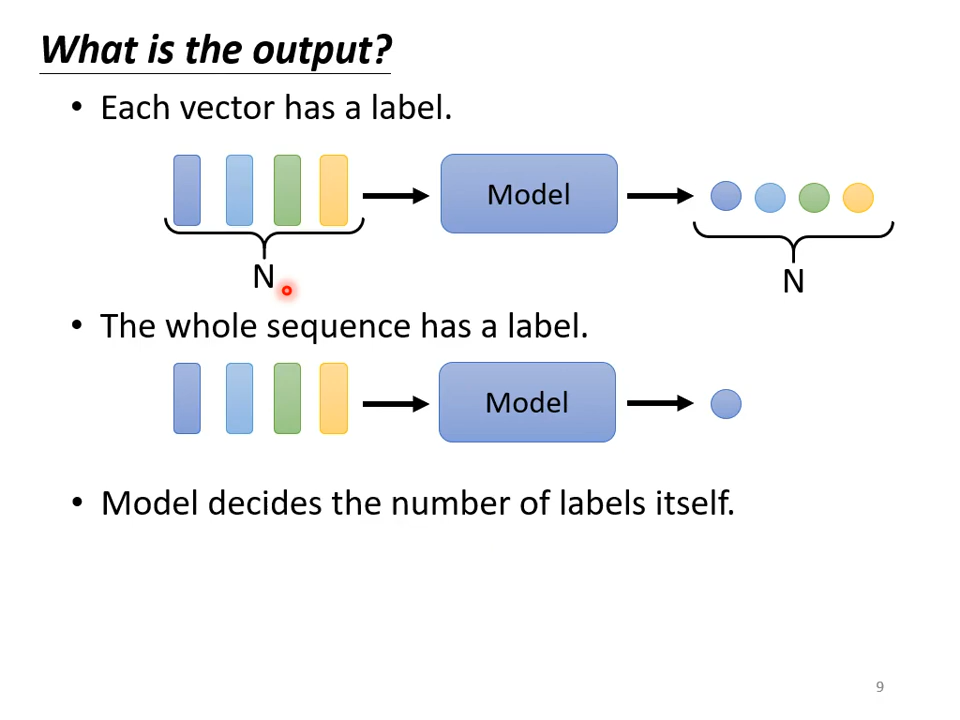 What is the output?
• Each vector has a label.
Model
N
N
• The whole sequence has a label.
Model
• Model decides the number of labels itself.
9